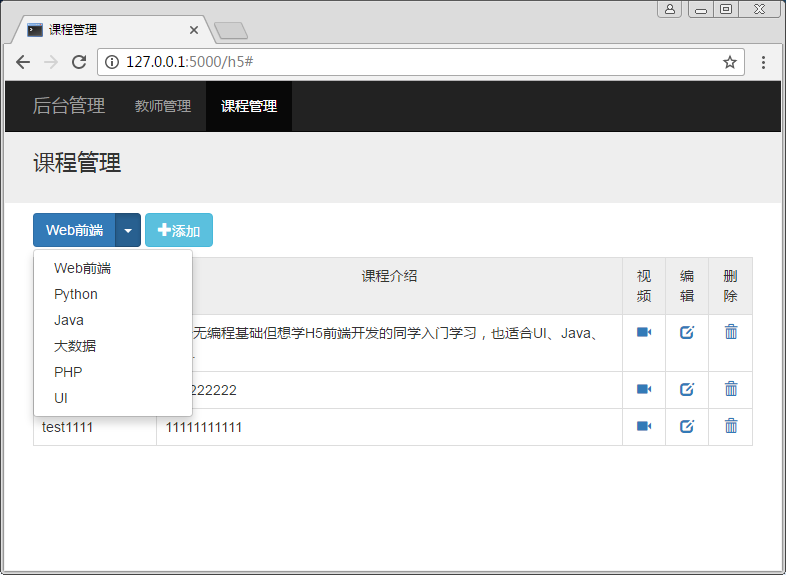 课程管理
127.0.0.1:5000/h5#
后台管理 教师管理 课程管理
课程管理
Web前端 添加
Web前端
Python
Java
大数据
PHP
UI
课程介绍 视频 编辑 删除
无编程基础但想学H5前端开发的同学入门学习，也适合UI、Java、
222222
test1111 11111111111